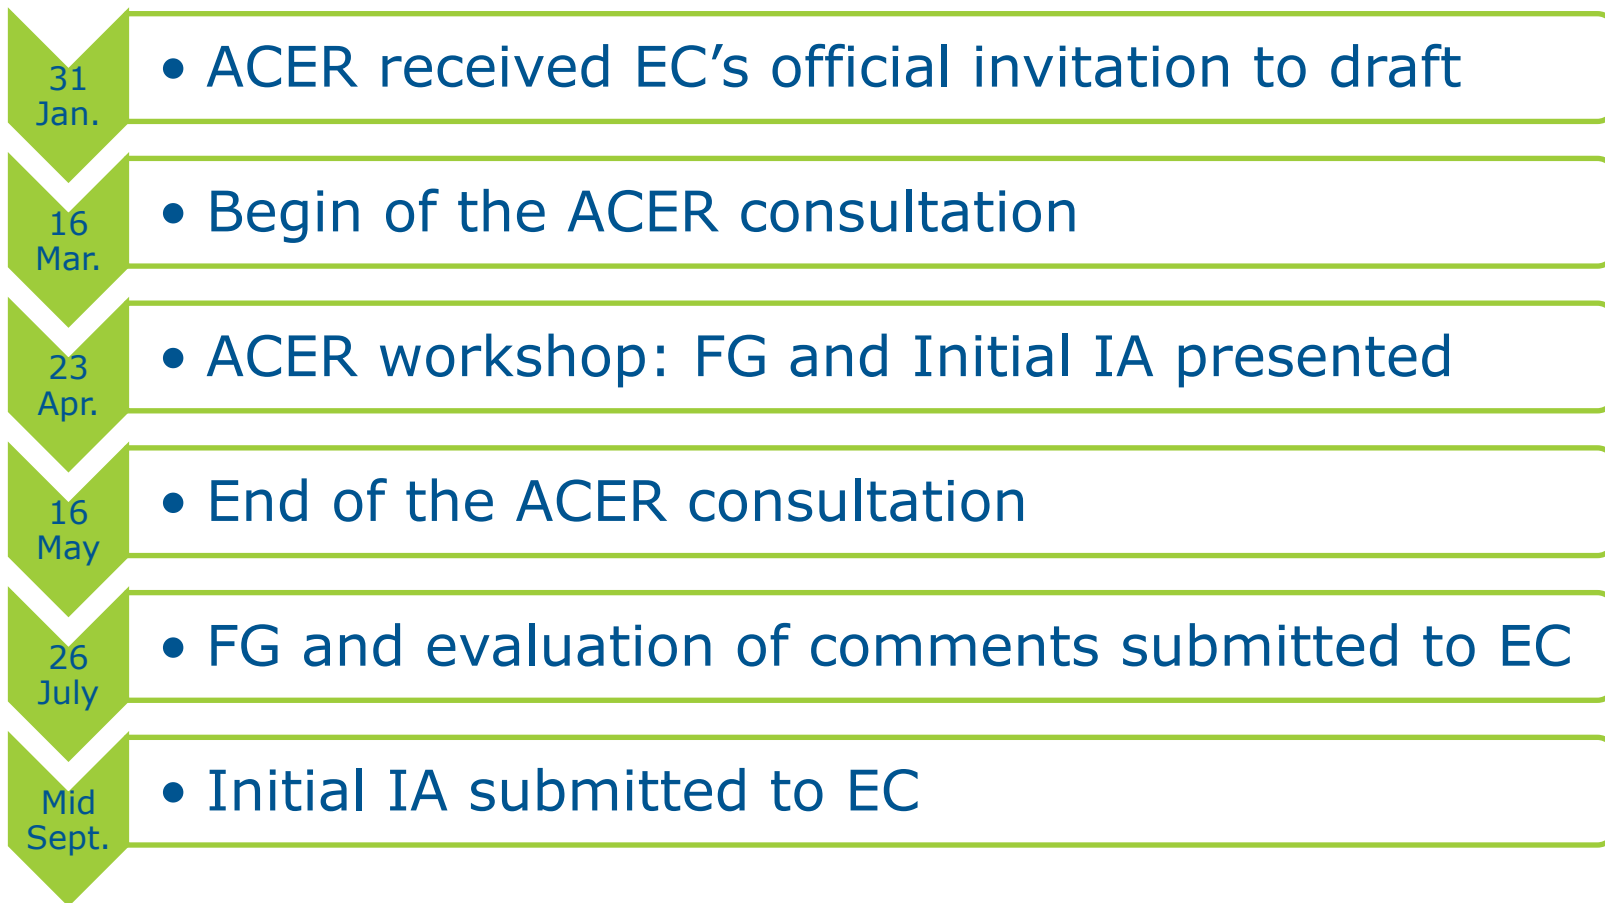 31
Jan.
• ACER received EC’s official invitation to draft
16
Mar.
• Begin of the ACER consultation
23
Apr.
• ACER workshop: FG and Initial IA presented
16
May
• End of the ACER consultation
26
July
• FG and evaluation of comments submitted to EC
Mid
Sept.
• Initial IA submitted to EC